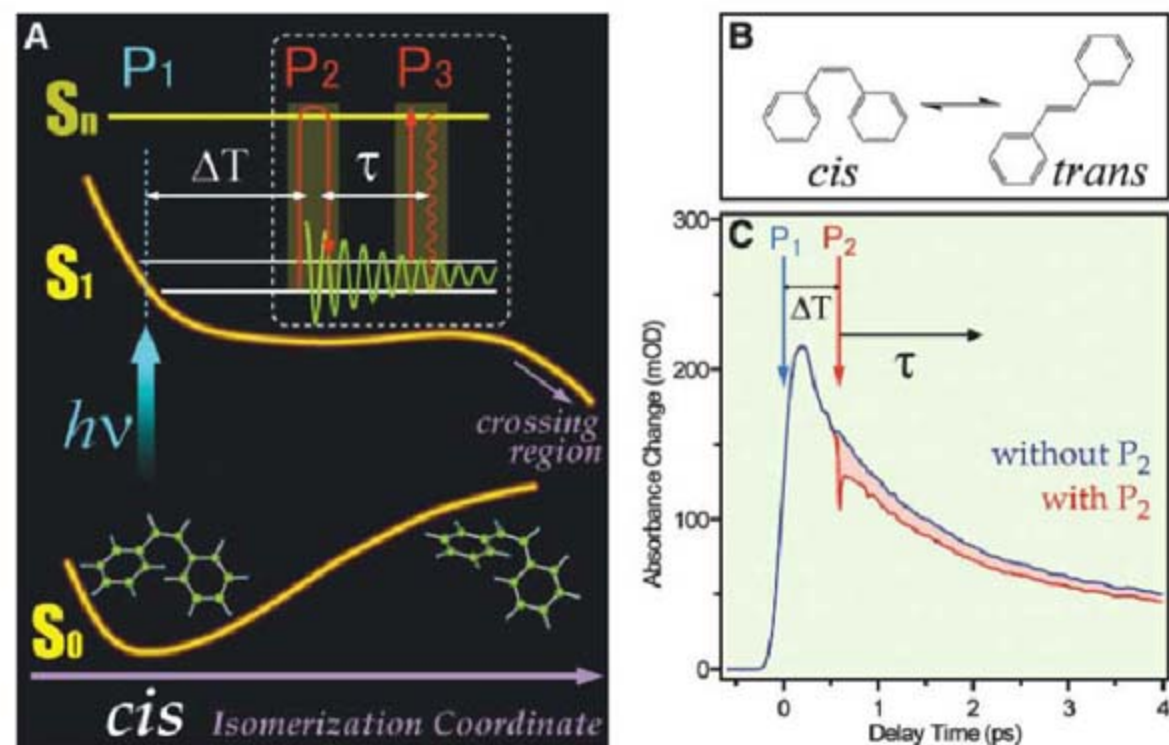 A
P1
P2
P3
Sn
ΔT
τ
S1
hν
crossing
region
S0
cis
Isomerization Coordinate
B
cis
trans
C
300
200
100
0
Absorbance Change (mOD)
P1
P2
ΔT
τ
without P2
with P2
0
1
2
3
4
Delay Time (ps)